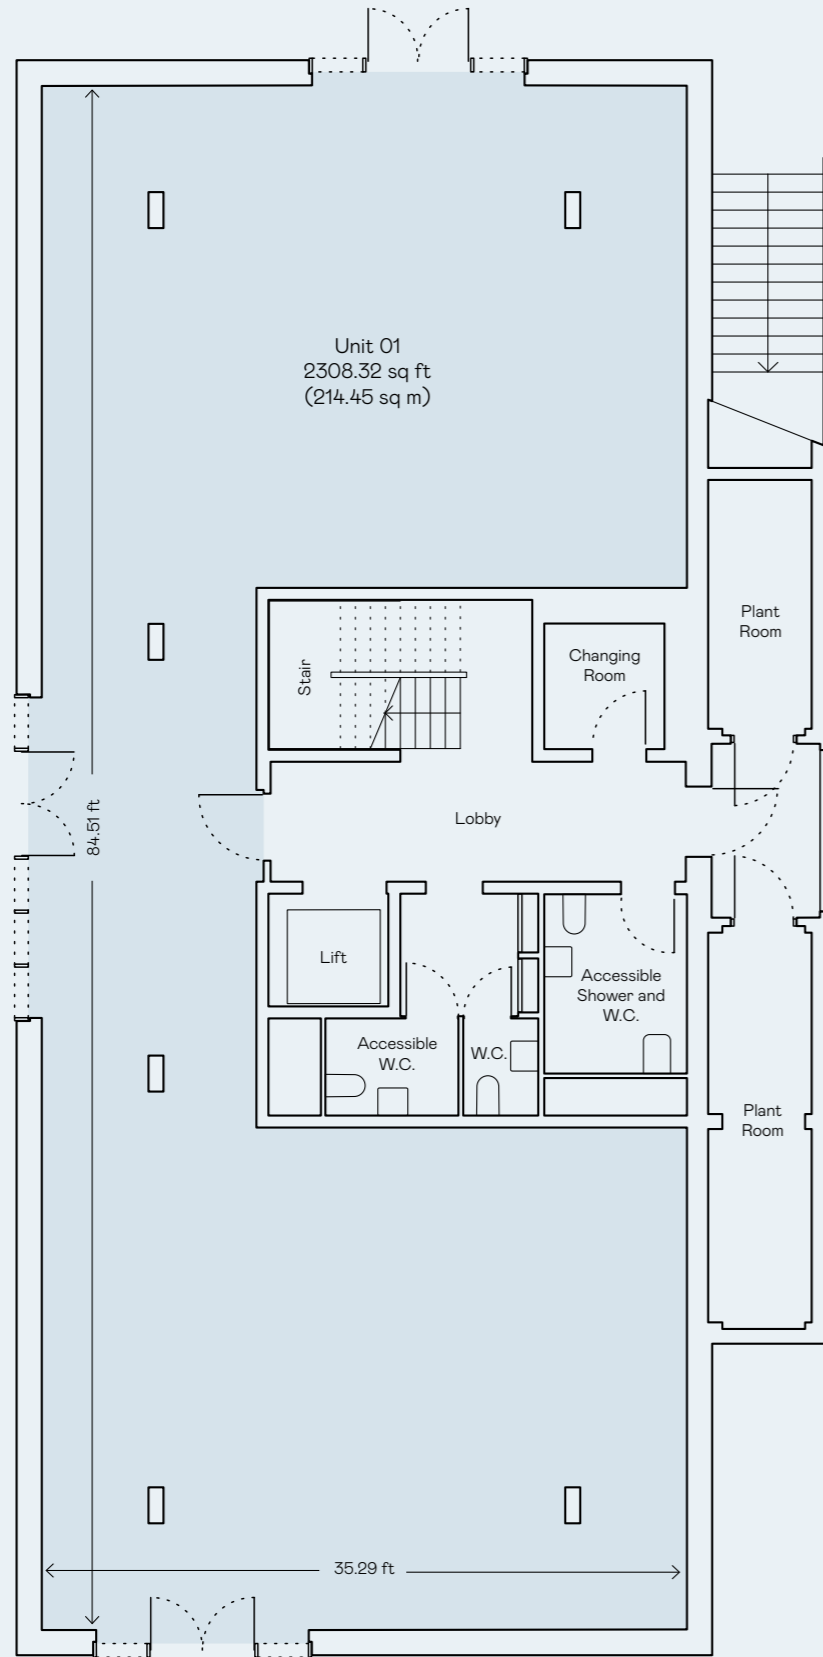 Unit 01
2308.32 sq ft
(214.45 sq m)
Plant
Room
Changing
Room
Stair
84.51 ft
Lobby
Lift
Accessible
Shower and
W.C.
Accessible
W.C.
W.C.
Plant
Room
35.29 ft